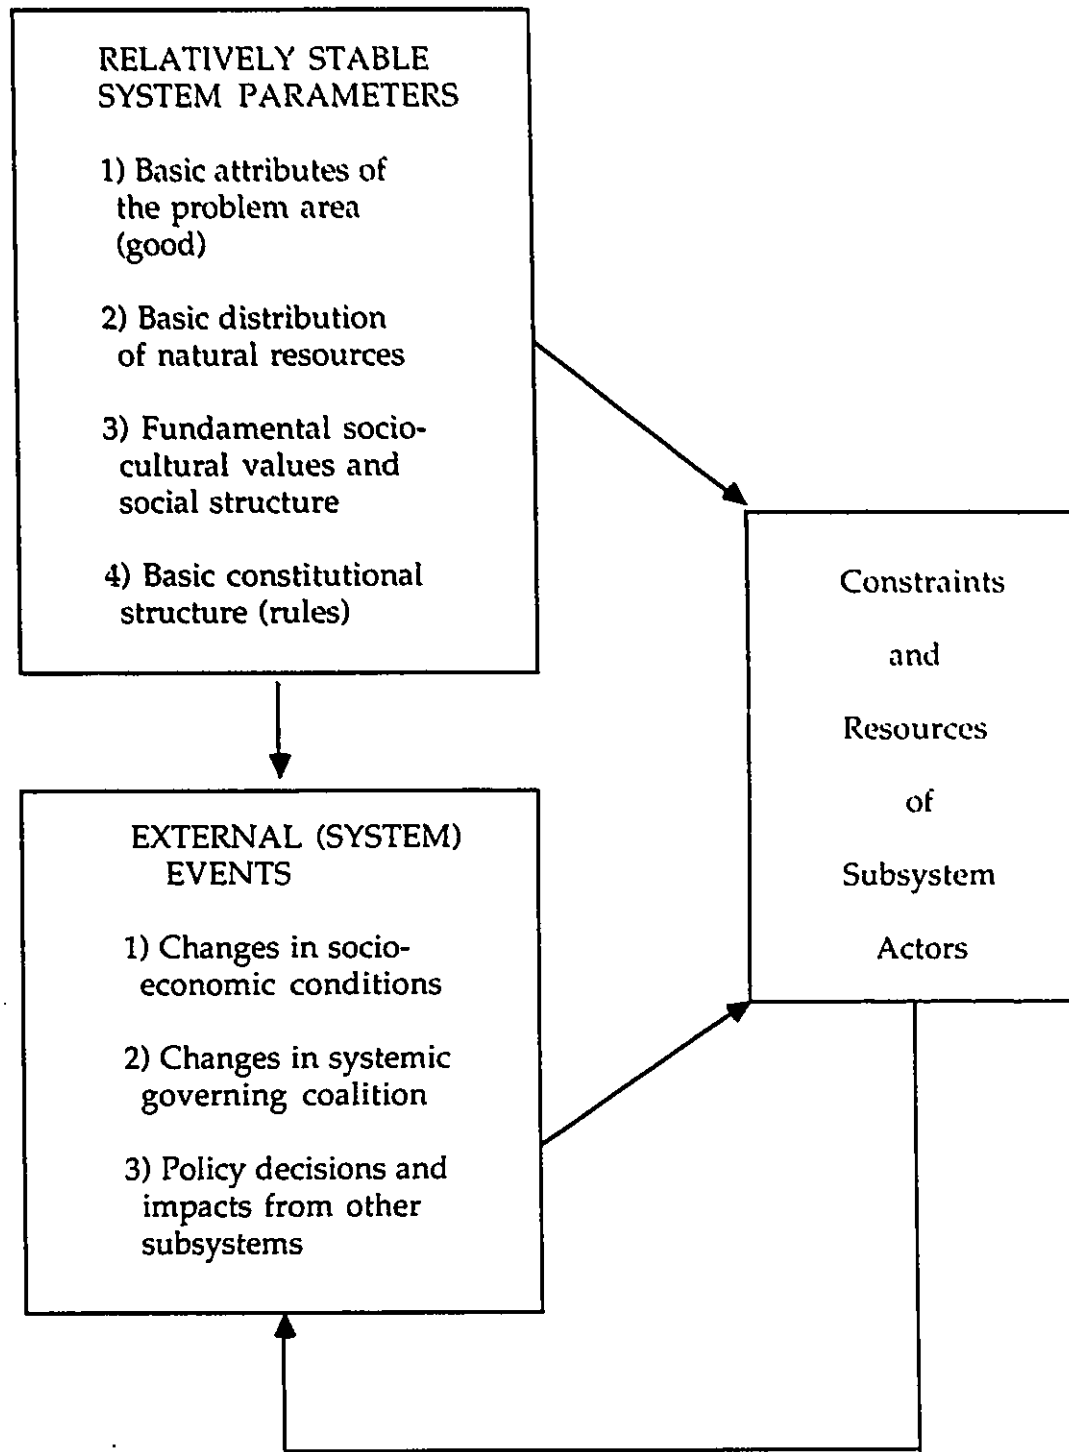 RELATIVELY STABLE
SYSTEM PARAMETERS
1) Basic attributes of
the problem area
(good)
2) Basic distribution
of natural resources
3) Fundamental socio-
cultural values and
social structure
4) Basic constitutional
structure (rules)
EXTERNAL (SYSTEM)
EVENTS
1) Changes in socio-
economic conditions
2) Changes in systemic
governing coalition
3) Policy decisions and
impacts from other
subsystems
Constraints
and
Resources
of
Subsystem
Actors